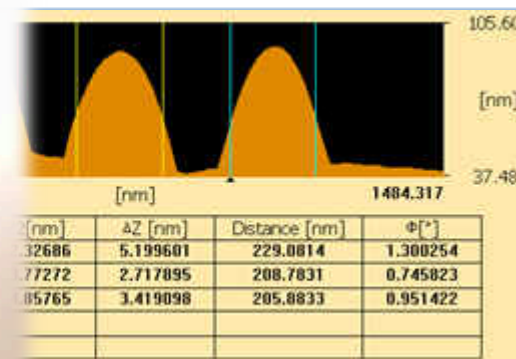 105.60
[nm]
37.48
[nm] 1484.317
[nm] ΔZ [nm] Distance [nm] Φ[°]
.32686 5.199601 229.0814 1.300254
.77272 2.717895 208.7831 0.745823
.85765 3.419098 205.8833 0.951422